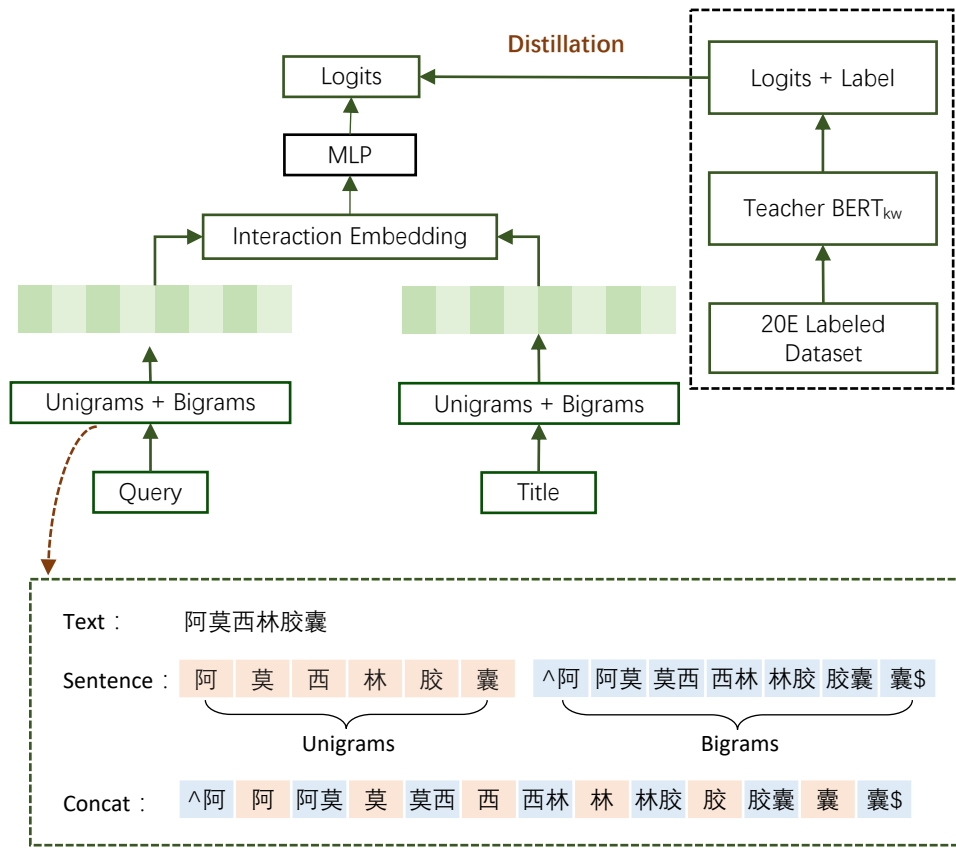 Distillation
Logits
Logits + Label
MLP
Teacher BERTkw
Interaction Embedding
20E Labeled
Dataset
Unigrams + Bigrams
Unigrams + Bigrams
Query
Title
Text : 阿莫西林胶囊
Sentence : 阿 莫 西 林 胶 囊 ^阿 阿莫 莫西 西林 林胶 胶囊 囊$
Unigrams Bigrams
Concat : ^阿 阿 阿莫 莫 莫西 西 西林 林 林胶 胶 胶囊 囊 囊$